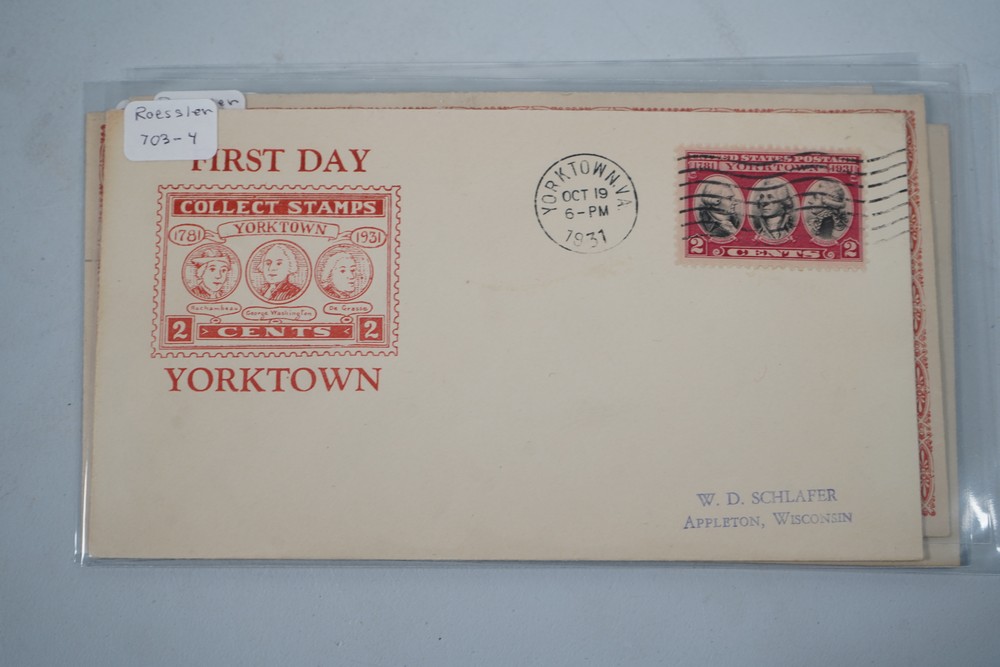 Roessler
703-4
FIRST DAY
COLLECT STAMPS
1781 YORKTOWN 1931
Rochambeau George Washington De Grasse
2 CENTS 2
YORKTOWN
YORKTOWN, VA.
OCT 19
6-PM
1931
UNITED STATES POSTAGE
1781 YORKTOWN 1931
2 CENTS 2
W. D. SCHLAFER
APPLETON, WISCONSIN